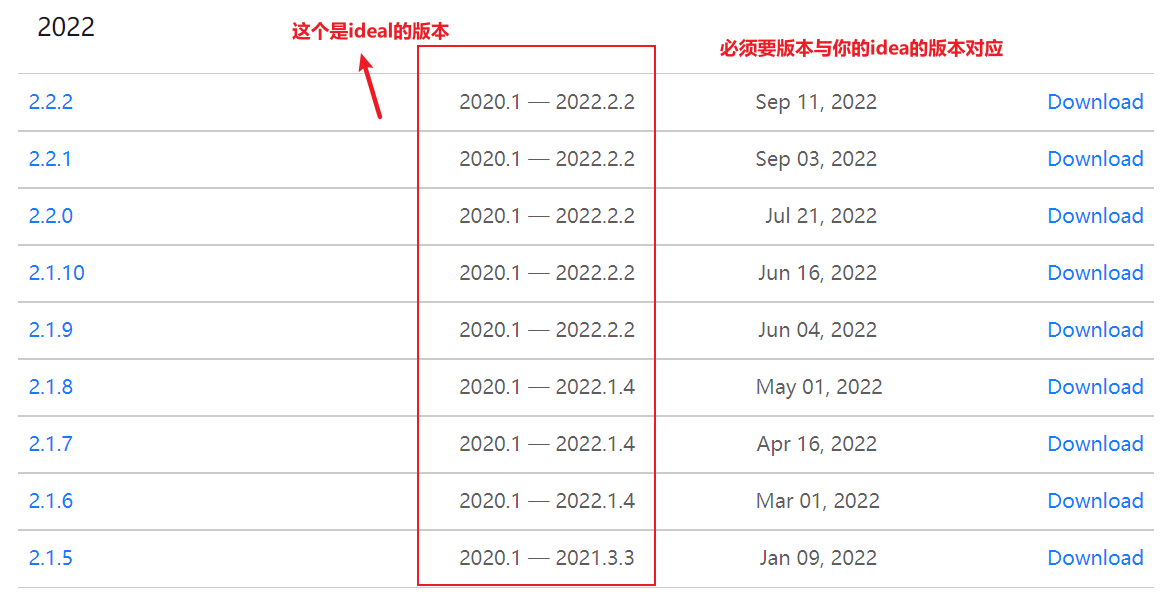 2022
这个是ideal的版本
必须要版本与你的idea的版本对应
2.2.2 2020.1 — 2022.2.2 Sep 11, 2022 Download
2.2.1 2020.1 — 2022.2.2 Sep 03, 2022 Download
2.2.0 2020.1 — 2022.2.2 Jul 21, 2022 Download
2.1.10 2020.1 — 2022.2.2 Jun 16, 2022 Download
2.1.9 2020.1 — 2022.2.2 Jun 04, 2022 Download
2.1.8 2020.1 — 2022.1.4 May 01, 2022 Download
2.1.7 2020.1 — 2022.1.4 Apr 16, 2022 Download
2.1.6 2020.1 — 2022.1.4 Mar 01, 2022 Download
2.1.5 2020.1 — 2021.3.3 Jan 09, 2022 Download